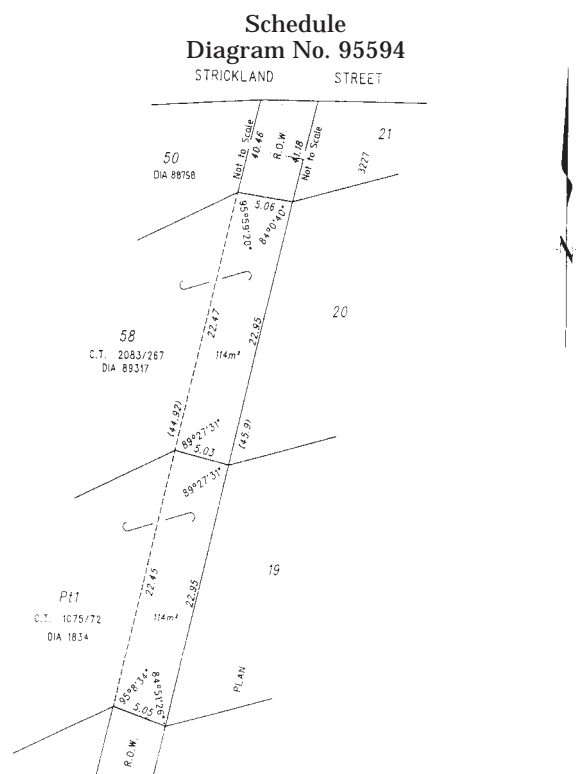 Schedule
Diagram No. 95594
STRICKLAND STREET
Not to Scale
40.46
R.O.W.
41.18
Not to Scale
21
3227
50
DIA 88758
5.06
95°59'20"
84°0'40"
22.47
22.95
20
58
C.T. 2083/267
DIA 89317
114m²
(44.92)
89°27'31"
(45.9)
5.03
89°27'31"
19
22.45
22.95
Pt1
C.T. 1075/72
DIA 1834
114m²
95°8'34"
84°51'26"
5.05
PLAN
R.O.W.